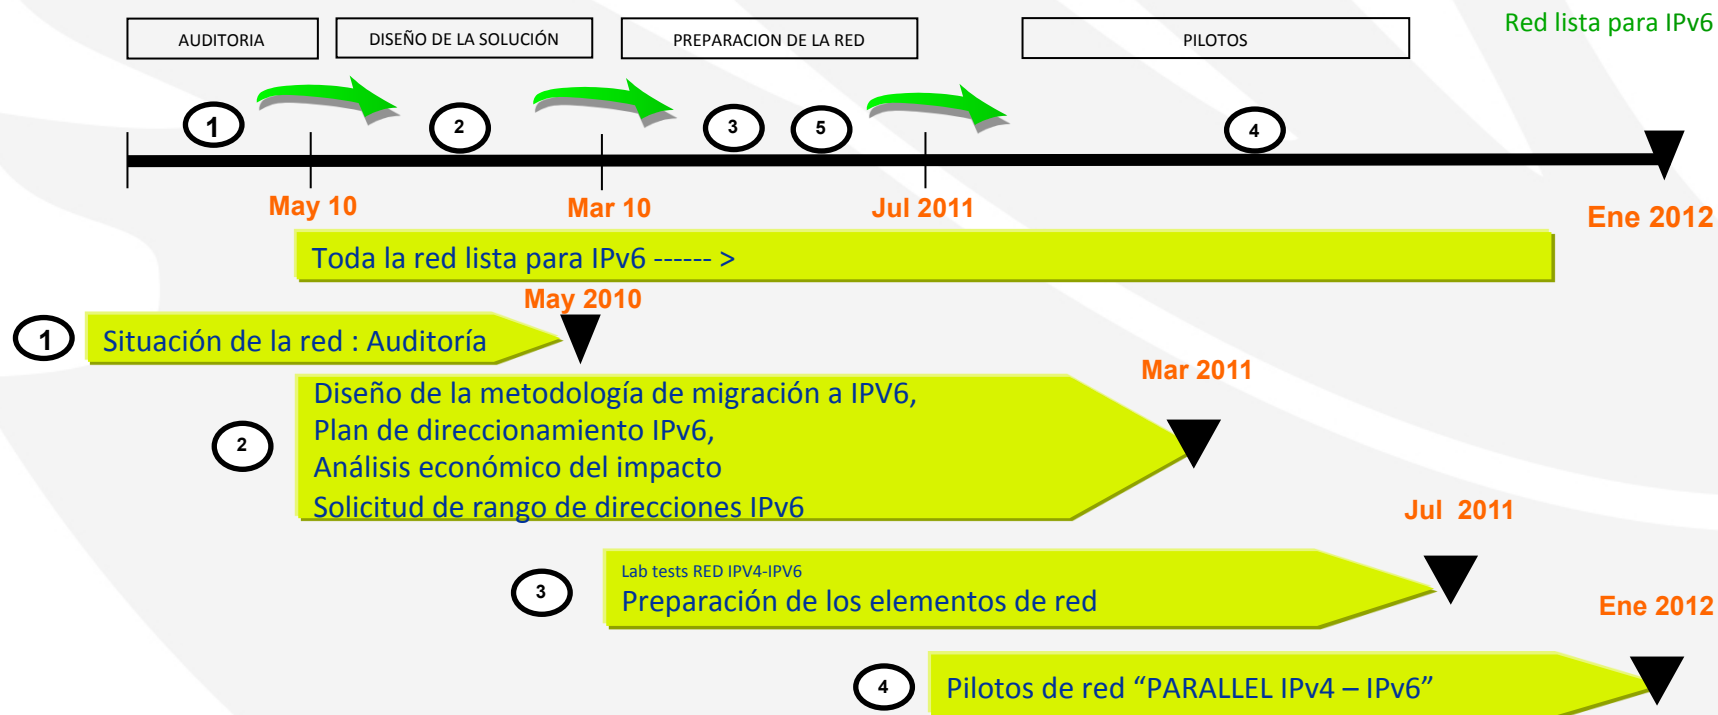 Red lista para IPv6
AUDITORIA
DISEÑO DE LA SOLUCIÓN
PREPARACION DE LA RED
PILOTOS
1
2
3
5
4
May 10
Mar 10
Jul 2011
Ene 2012
Toda la red lista para IPv6 ------ >
May 2010
1
Situación de la red : Auditoría
Mar 2011
2
Diseño de la metodología de migración a IPV6,
Plan de direccionamiento IPv6,
Análisis económico del impacto
Solicitud de rango de direcciones IPv6
Jul 2011
3
Lab tests RED IPV4-IPV6
Preparación de los elementos de red
Ene 2012
4
Pilotos de red “PARALLEL IPv4 – IPv6”